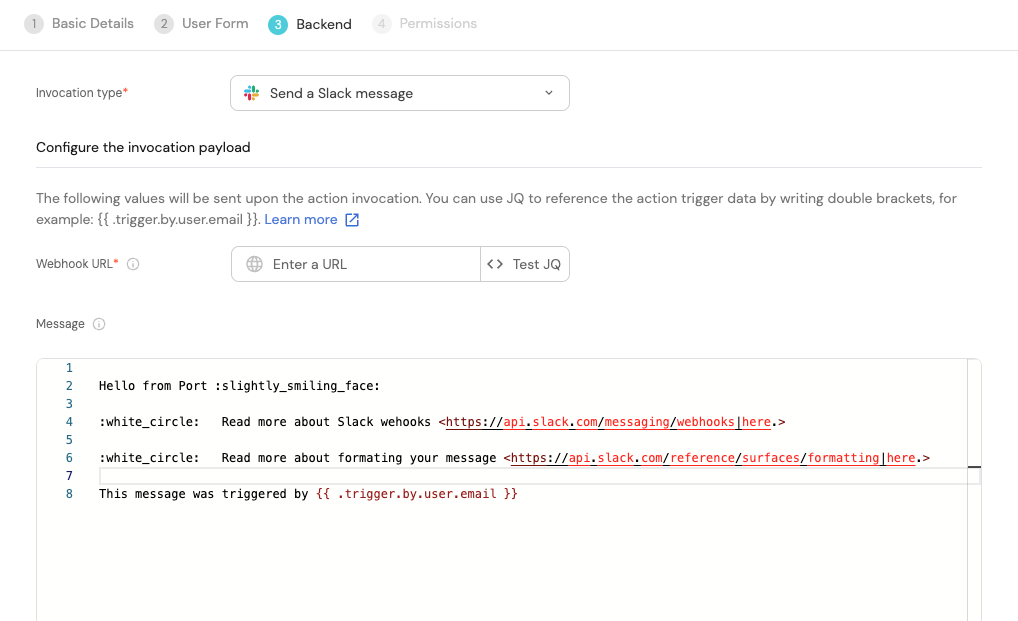 1 Basic Details 2 User Form 3 Backend 4 Permissions
Invocation type* Send a Slack message
Configure the invocation payload
The following values will be sent upon the action invocation. You can use JQ to reference the action trigger data by writing double brackets, for
example: {{ .trigger.by.user.email }}. Learn more
Webhook URL* Enter a URL <> Test JQ
Message
1
2 Hello from Port :slightly_smiling_face:
3
4 :white_circle: Read more about Slack wehooks <https://api.slack.com/messaging/webhooks|here.>
5
6 :white_circle: Read more about formating your message <https://api.slack.com/reference/surfaces/formatting|here.>
7
8 This message was triggered by {{ .trigger.by.user.email }}